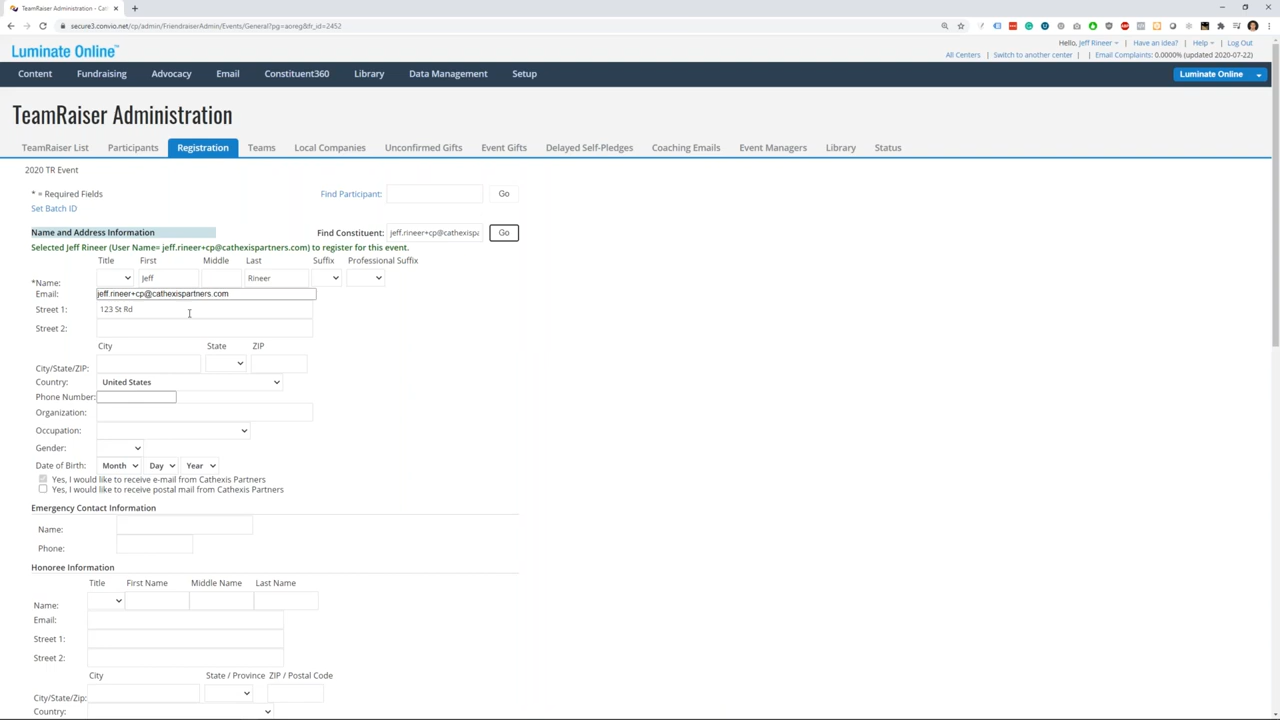 TeamRaiser Administration - Cat
secure3.convio.net/cp/admin/FriendraiserAdmin/Events/General?pg=aoreg&fr_id=2452
Luminate Online™
Hello, Jeff Rineer | Have an Idea? | Help | Log Out
All Centers | Switch to another center | | Email Complaints: 0.0000% (updated 2020-07-22)
Content Fundraising Advocacy Email Constituent360 Library Data Management Setup Luminate Online
TeamRaiser Administration
TeamRaiser List Participants Registration Teams Local Companies Unconfirmed Gifts Event Gifts Delayed Self-Pledges Coaching Emails Event Managers Library Status
2020 TR Event
* = Required Fields Find Participant: Go
Set Batch ID
Name and Address Information Find Constituent: jeff.rineer+cp@cathexispa Go
Selected Jeff Rineer (User Name= jeff.rineer+cp@cathexispartners.com) to register for this event.
Title First Middle Last Suffix Professional Suffix
*Name: Jeff Rineer
Email: jeff.rineer+cp@cathexispartners.com
Street 1: 123 St Rd
Street 2:
City State ZIP
City/State/ZIP:
Country: United States
Phone Number:
Organization:
Occupation:
Gender:
Date of Birth: Month Day Year
Yes, I would like to receive e-mail from Cathexis Partners
Yes, I would like to receive postal mail from Cathexis Partners
Emergency Contact Information
Name:
Phone:
Honoree Information
Title First Name Middle Name Last Name
Name:
Email:
Street 1:
Street 2:
City State / Province ZIP / Postal Code
City/State/Zip:
Country: